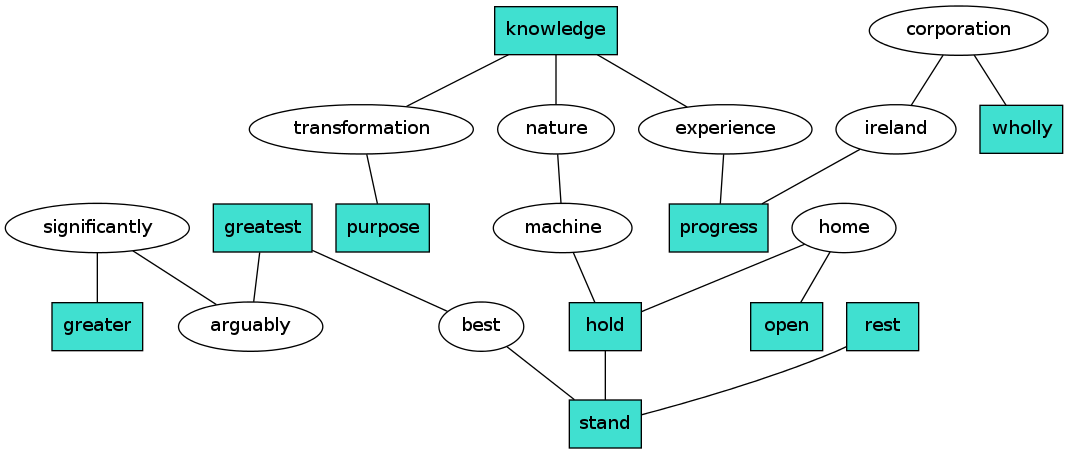 knowledge
corporation
transformation
nature
experience
ireland
wholly
significantly
greatest
purpose
machine
progress
home
greater
arguably
best
hold
open
rest
stand